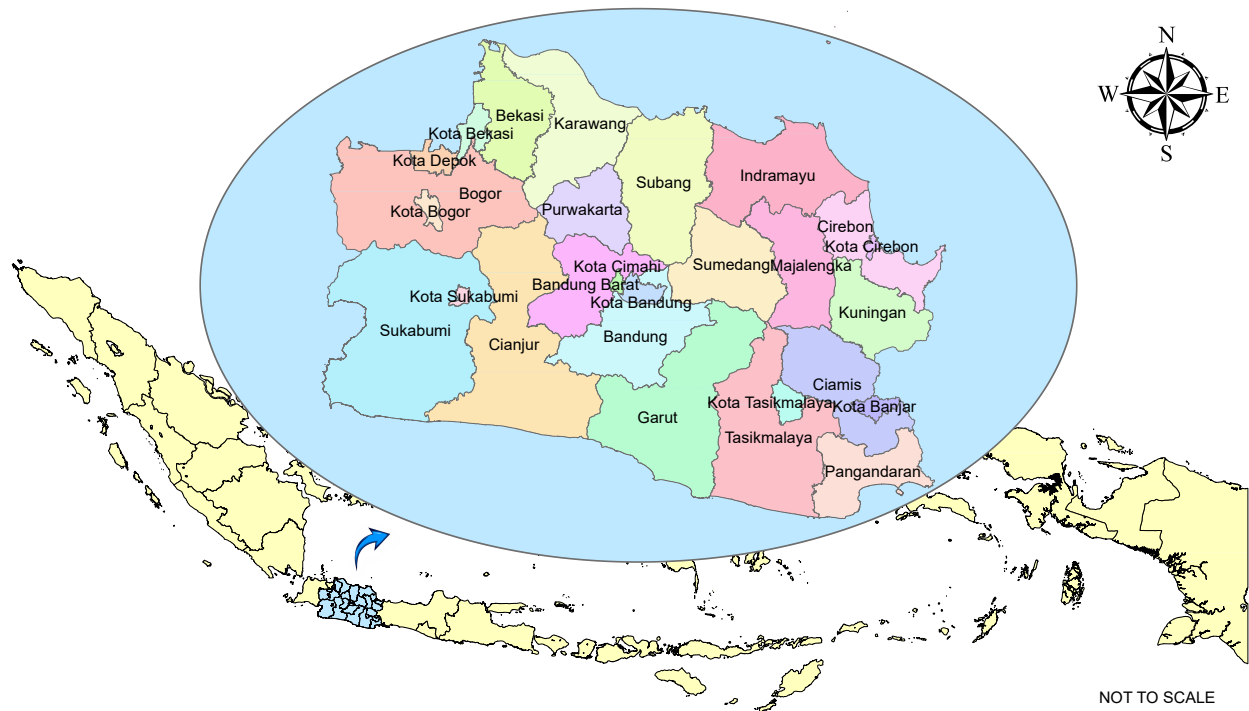 N
W
E
S
Bekasi
Karawang
Kota Bekasi
Kota Depok
Bogor
Subang
Indramayu
Kota Bogor
Purwakarta
Cirebon
Kota Cirebon
Kota Cimahi
Sumedang
Majalengka
Bandung Barat
Kota Sukabumi
Kota Bandung
Kuningan
Sukabumi
Cianjur
Bandung
Ciamis
Kota Tasikmalaya
Kota Banjar
Garut
Tasikmalaya
Pangandaran
NOT TO SCALE